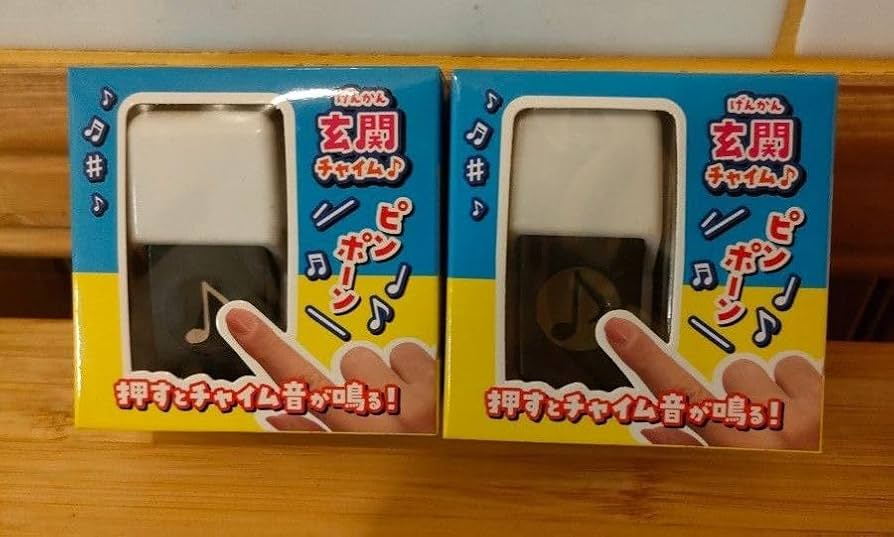 げんかん
玄関
チャイム♪
ピン
ポーン
押すとチャイム音が鳴る!
げんかん
玄関
チャイム♪
ピン
ポーン
押すとチャイム音が鳴る!